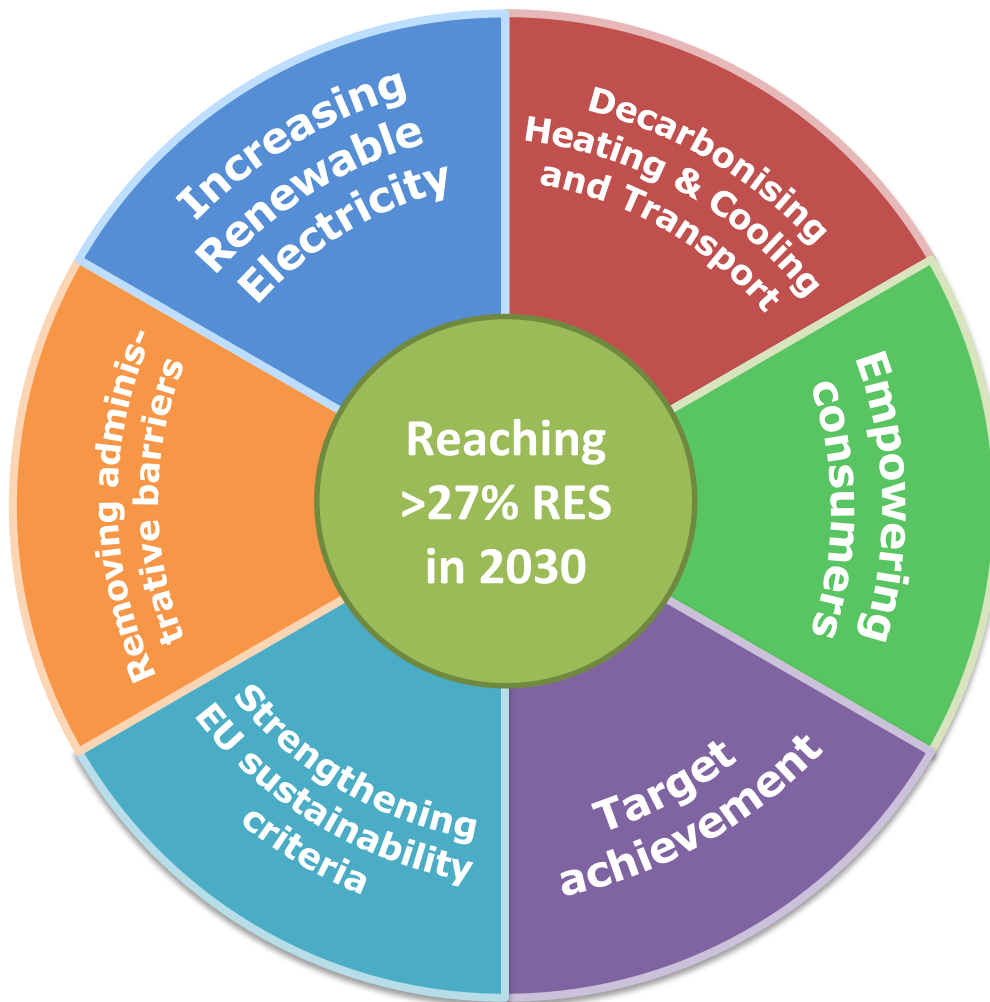 Increasing
Renewable
Electricity
Decarbonising
Heating & Cooling
and Transport
Empowering
consumers
Target
achievement
Strengthening
EU sustainability
criteria
Removing adminis-
trative barriers
Reaching
>27% RES
in 2030